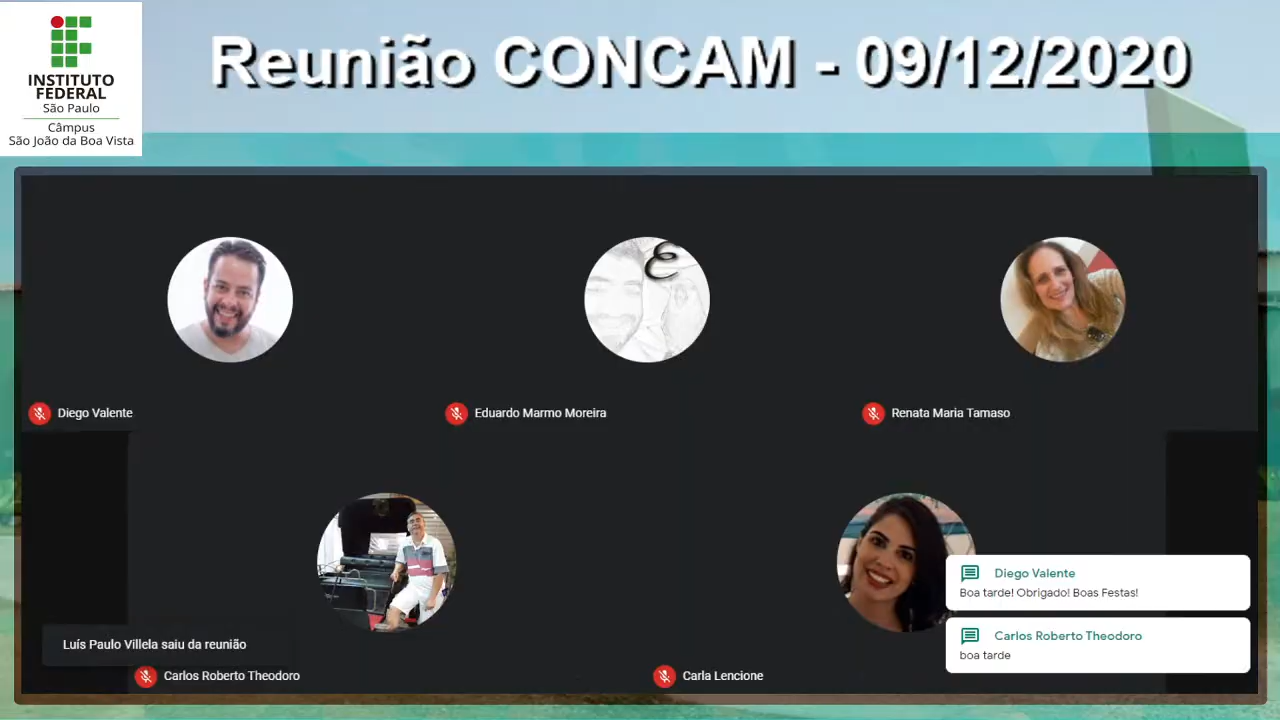 INSTITUTO
FEDERAL
São Paulo
Câmpus
São João da Boa Vista
Reunião CONCAM - 09/12/2020
Diego Valente
Eduardo Marmo Moreira
Renata Maria Tamaso
Diego Valente
Boa tarde! Obrigado! Boas Festas!
Carlos Roberto Theodoro
boa tarde
Luís Paulo Villela saiu da reunião
Carlos Roberto Theodoro
Carla Lencione